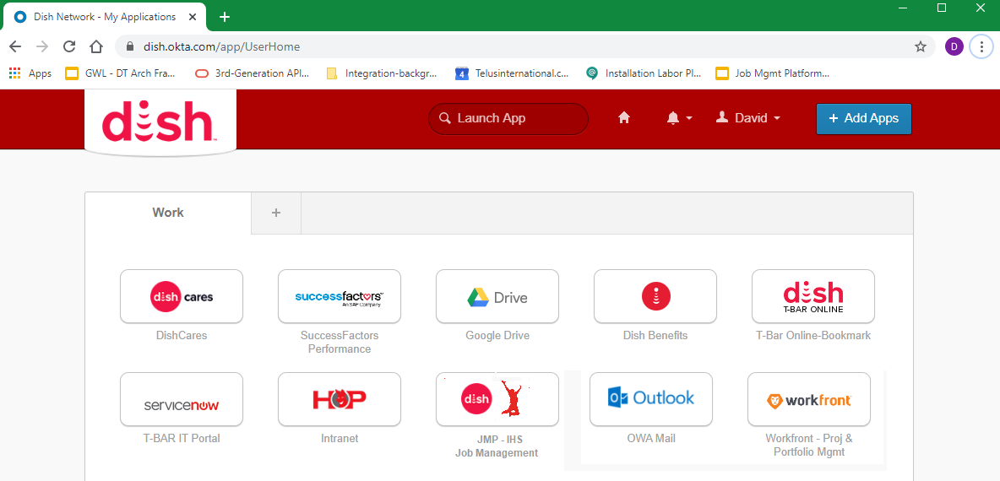 Dish Network - My Applications
dish.okta.com/app/UserHome
D
Apps
GWL - DT Arch Fra...
3rd-Generation API...
Integration-backgr...
4
Telusinternational.c...
Installation Labor Pl...
Job Mgmt Platform...
dish
Launch App
David
+ Add Apps
Work
+
dish cares
successfactors™
An SAP Company
Drive
dish
T-BAR ONLINE
DishCares
SuccessFactors
Performance
Google Drive
Dish Benefits
T-Bar Online-Bookmark
servicenow
HOP
dish
Outlook
workfront
T-BAR IT Portal
Intranet
JMP - IHS
Job Management
OWA Mail
Workfront - Proj &
Portfolio Mgmt